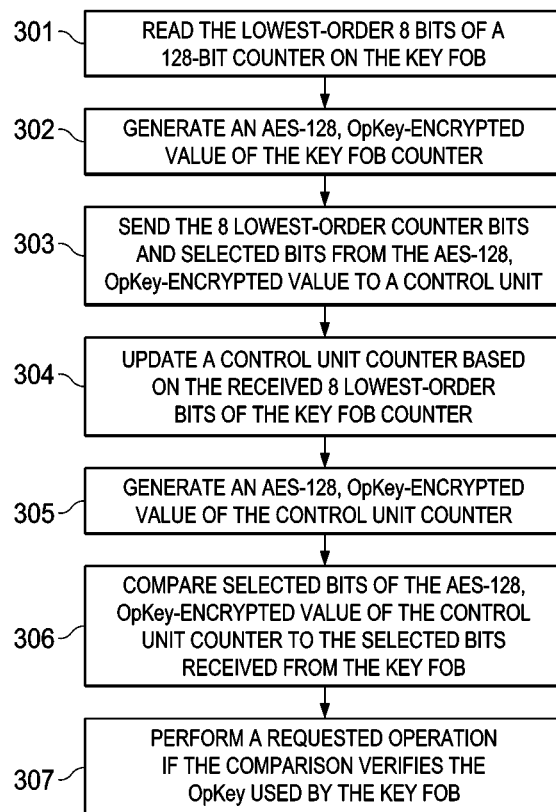 301
READ THE LOWEST-ORDER 8 BITS OF A
128-BIT COUNTER ON THE KEY FOB
302
GENERATE AN AES-128, OpKey-ENCRYPTED
VALUE OF THE KEY FOB COUNTER
303
SEND THE 8 LOWEST-ORDER COUNTER BITS
AND SELECTED BITS FROM THE AES-128,
OpKey-ENCRYPTED VALUE TO A CONTROL UNIT
304
UPDATE A CONTROL UNIT COUNTER BASED
ON THE RECEIVED 8 LOWEST-ORDER
BITS OF THE KEY FOB COUNTER
305
GENERATE AN AES-128, OpKey-ENCRYPTED
VALUE OF THE CONTROL UNIT COUNTER
306
COMPARE SELECTED BITS OF THE AES-128,
OpKey-ENCRYPTED VALUE OF THE CONTROL
UNIT COUNTER TO THE SELECTED BITS
RECEIVED FROM THE KEY FOB
307
PERFORM A REQUESTED OPERATION
IF THE COMPARISON VERIFIES THE
OpKey USED BY THE KEY FOB